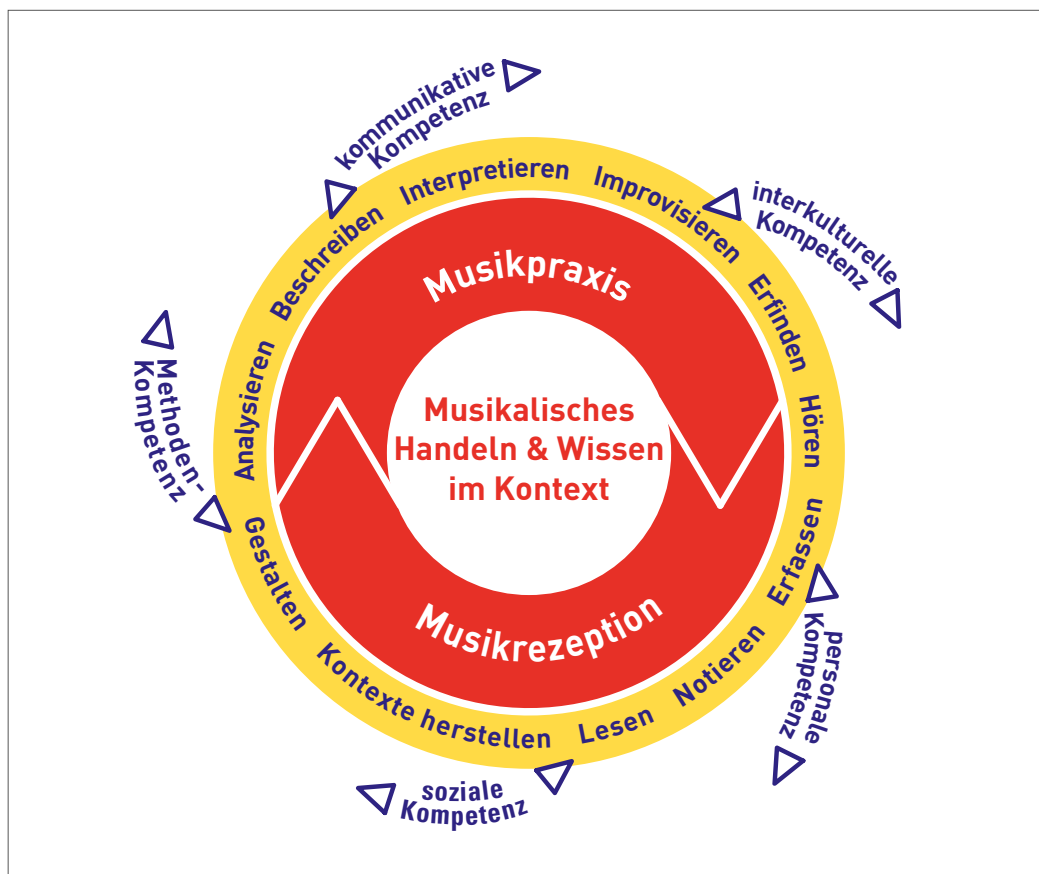 kommunikative
Kompetenz
interkulturelle
Kompetenz
Interpretieren
Improvisieren
Erfinden
Hören
Erfassen
Notieren
Lesen
Kontexte herstellen
Gestalten
Analysieren
Beschreiben
Musikpraxis
Musikalisches
Handeln & Wissen
im Kontext
Musikrezeption
Methoden-
Kompetenz
personale
Kompetenz
soziale
Kompetenz